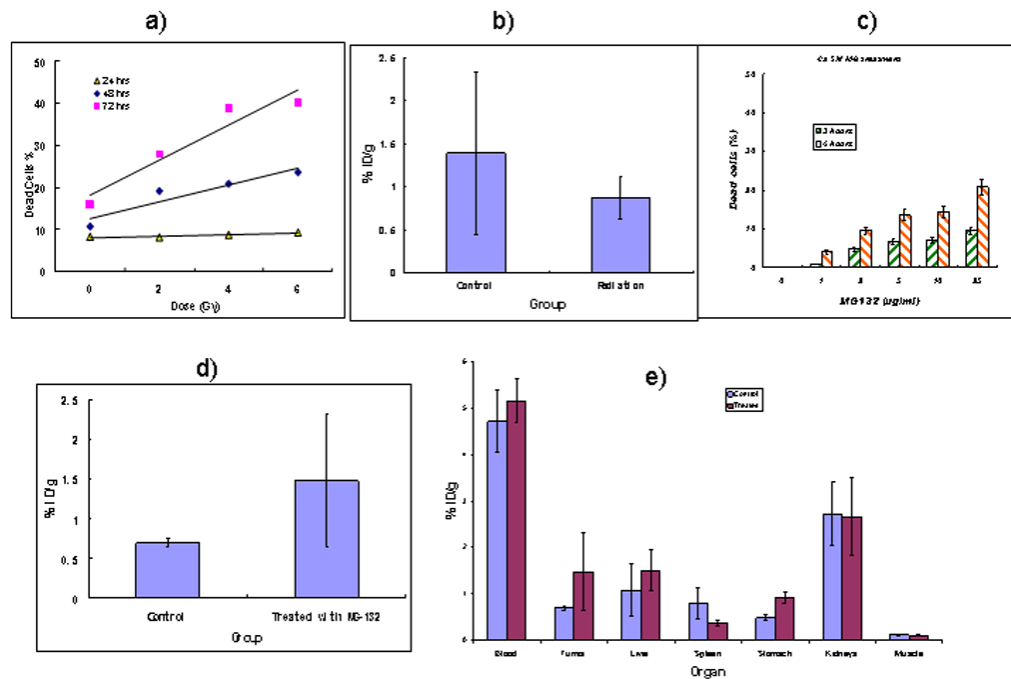 a)
24 hrs
48 hrs
72 hrs
Dead Cells %
50
40
30
20
10
0
0 2 4 6
Dose (Gy)
b)
% ID/g
2.5
2
1.5
1
0.5
0
Control Radiation
Group
c)
3 hours
6 hours
Dead cells (%)
MG132 (ug/ml)
d)
% ID/g
2.5
2
1.5
1
0.5
0
Control Treated with MG-132
Group
e)
Control
Treated
% ID/g
Blood Tumor Liver Spleen Stomach Kidneys Muscle
Organ